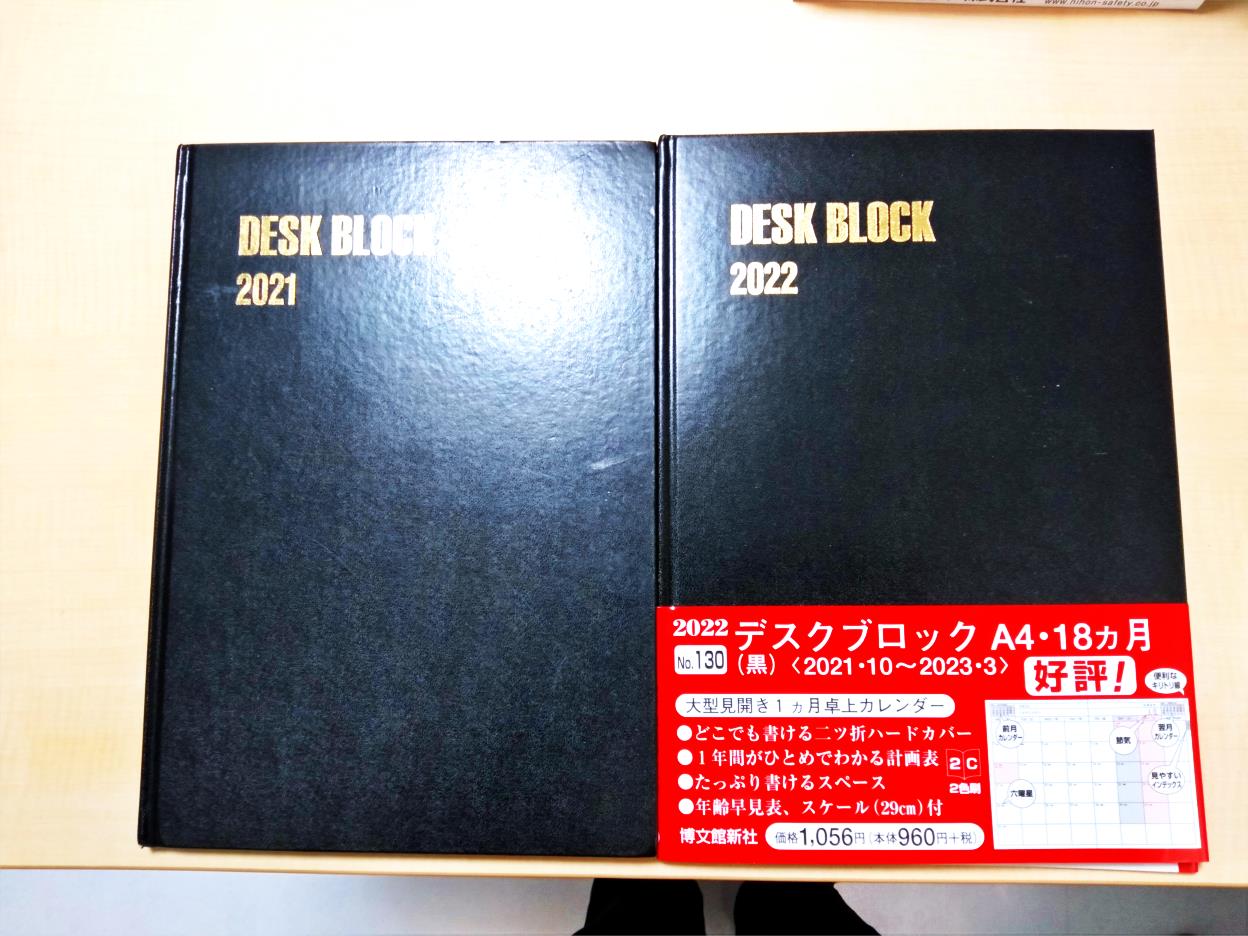 www.nihon-safety.co.jp
DESK BLOCK
2021
DESK BLOCK
2022
2022 デスクブロック A4・18ヵ月
No.130 (黒)〈2021・10〜2023・3〉
好評!
便利な
キリトリ線
大型見開き1ヵ月卓上カレンダー
●どこでも書ける二ツ折ハードカバー
●1年間がひとめでわかる計画表
●たっぷり書けるスペース
●年齢早見表、スケール(29cm)付
2C
2色刷
博文館新社 価格1,056円(本体960円+税)
前月
カレンダー
節気
翌月
カレンダー
六曜星
見やすい
インデックス